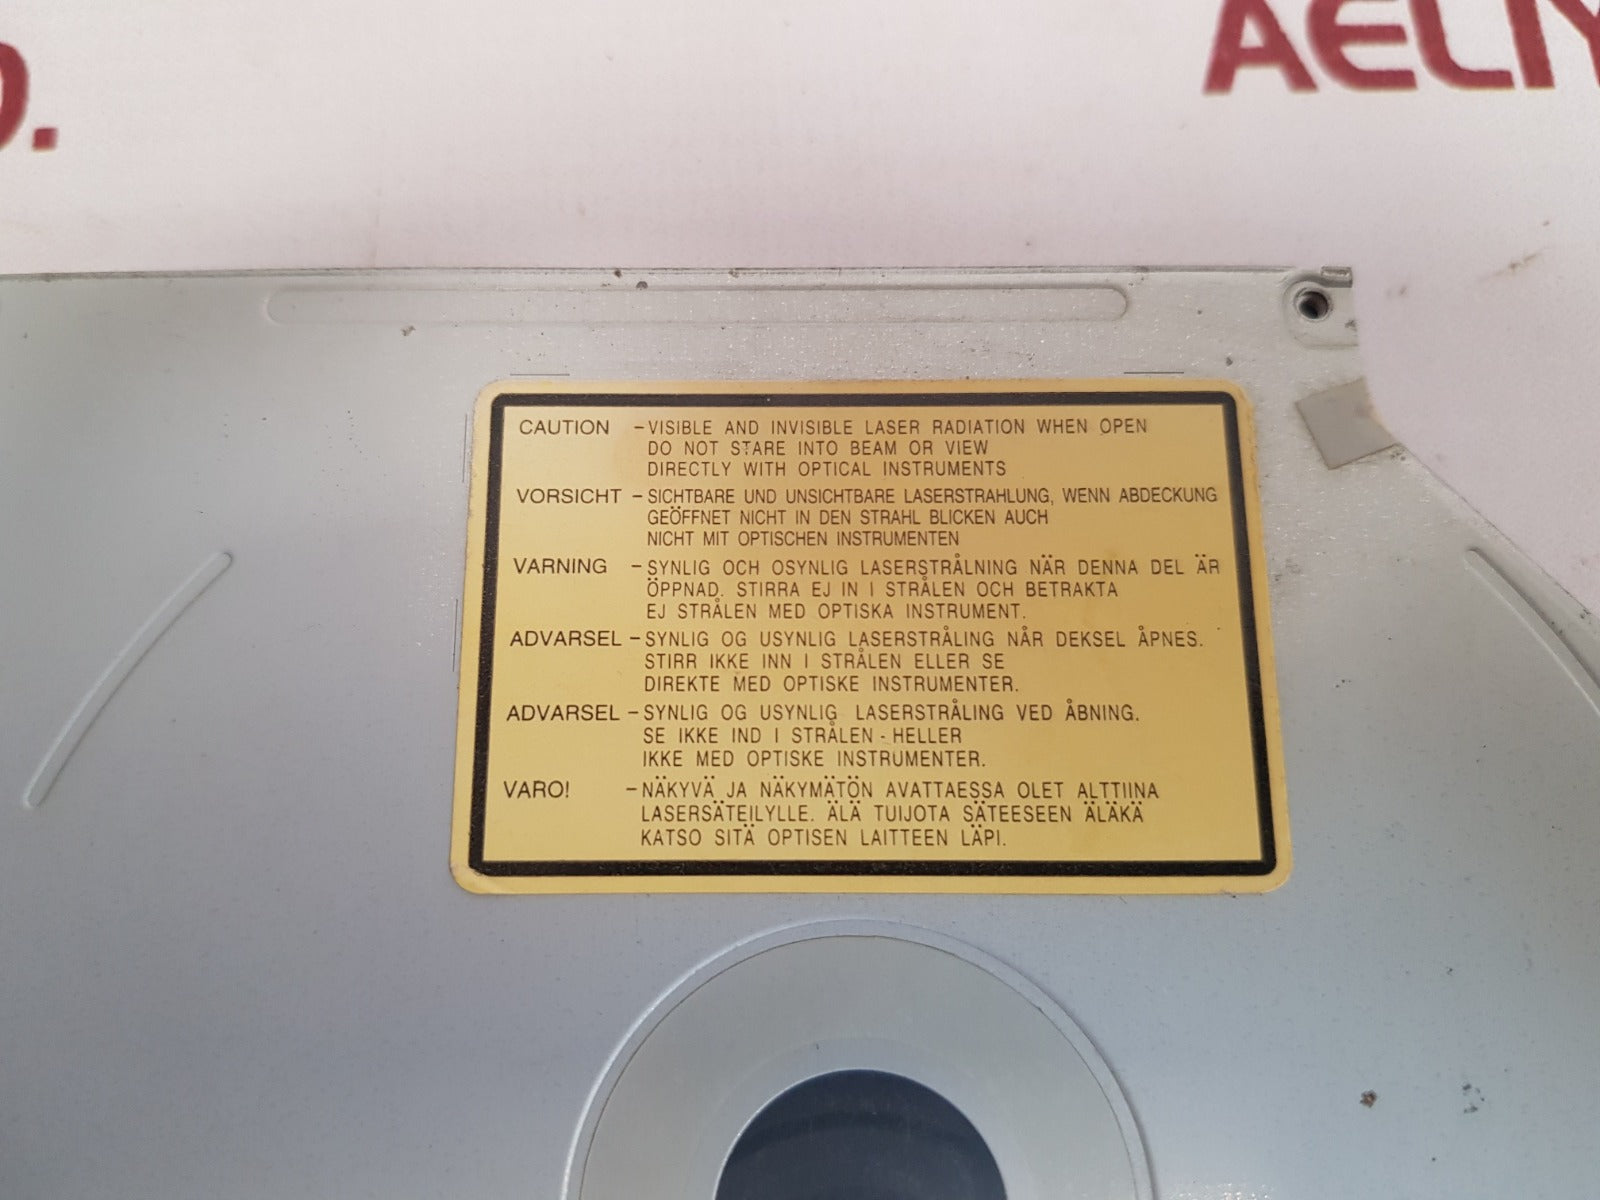 D.
AELIY
CAUTION - VISIBLE AND INVISIBLE LASER RADIATION WHEN OPEN
DO NOT STARE INTO BEAM OR VIEW
DIRECTLY WITH OPTICAL INSTRUMENTS
VORSICHT - SICHTBARE UND UNSICHTBARE LASERSTRAHLUNG, WENN ABDECKUNG
GEÖFFNET NICHT IN DEN STRAHL BLICKEN AUCH
NICHT MIT OPTISCHEN INSTRUMENTEN
VARNING - SYNLIG OCH OSYNLIG LASERSTRÅLNING NÄR DENNA DEL ÄR
ÖPPNAD. STIRRA EJ IN I STRÅLEN OCH BETRAKTA
EJ STRÅLEN MED OPTISKA INSTRUMENT.
ADVARSEL - SYNLIG OG USYNLIG LASERSTRÅLING NÅR DEKSEL ÅPNES.
STIRR IKKE INN I STRÅLEN ELLER SE
DIREKTE MED OPTISKE INSTRUMENTER.
ADVARSEL - SYNLIG OG USYNLIG LASERSTRÅLING VED ÅBNING.
SE IKKE IND I STRÅLEN - HELLER
IKKE MED OPTISKE INSTRUMENTER.
VARO! - NÄKYVÄ JA NÄKYMÄTÖN AVATTAESSA OLET ALTTIINA
LASERSÄTEILYLLE. ÄLÄ TUIJOTA SÄTEESEEN ÄLÄKÄ
KATSO SITÄ OPTISEN LAITTEEN LÄPI.